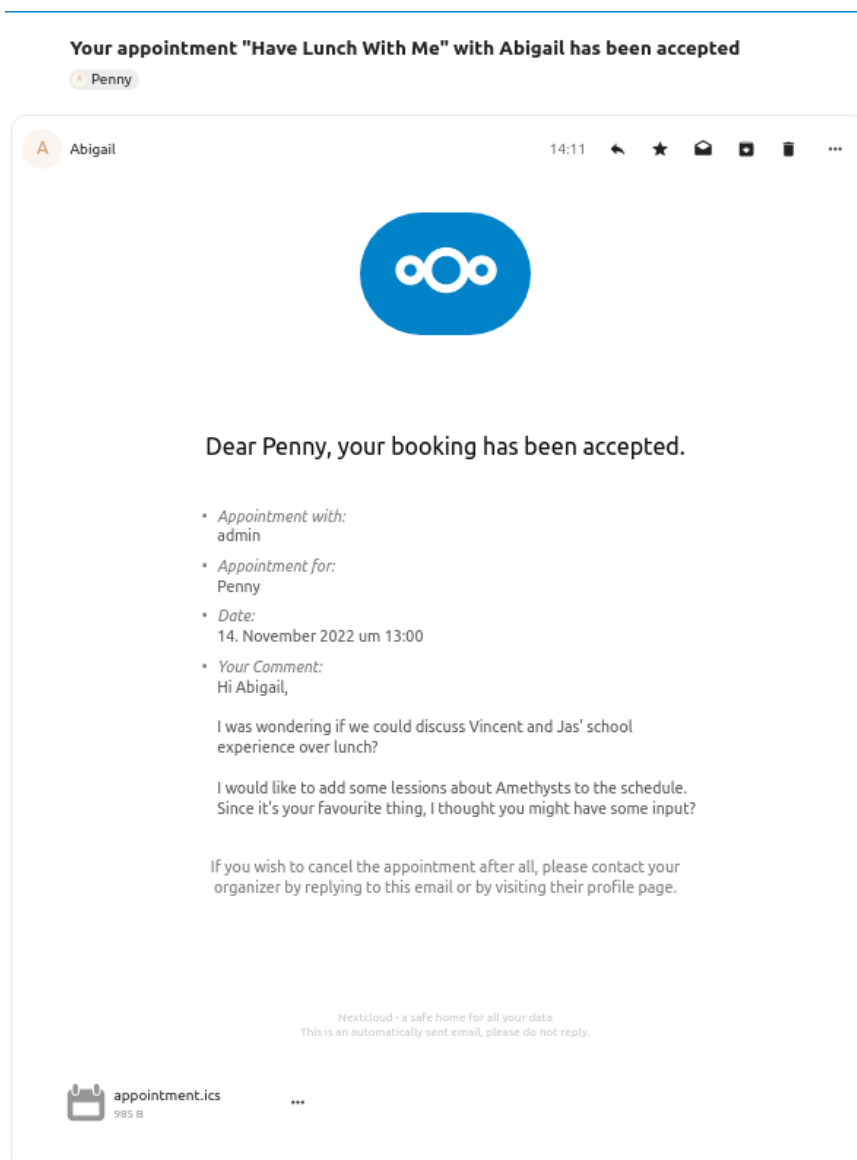 Your appointment "Have Lunch With Me" with Abigail has been accepted
A Penny
A Abigail 14:11
Dear Penny, your booking has been accepted.
• Appointment with:
admin
• Appointment for:
Penny
• Date:
14. November 2022 um 13:00
• Your Comment:
Hi Abigail,
I was wondering if we could discuss Vincent and Jas' school
experience over lunch?
I would like to add some lessions about Amethysts to the schedule.
Since it's your favourite thing, I thought you might have some input?
If you wish to cancel the appointment after all, please contact your
organizer by replying to this email or by visiting their profile page.
Nextcloud - a safe home for all your data
This is an automatically sent email, please do not reply.
appointment.ics
985 B